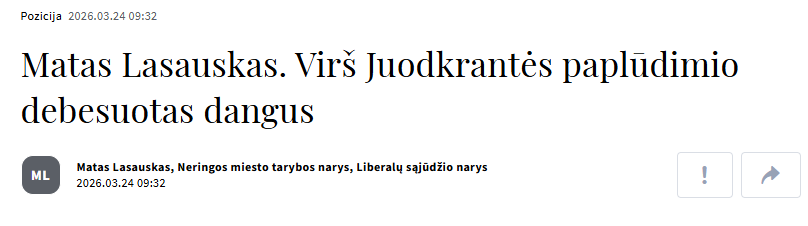 Pozicija 2026.03.24 09:32
Matas Lasauskas. Virš Juodkrantės paplūdimio
debesuotas dangus
ML
Matas Lasauskas, Neringos miesto tarybos narys, Liberalų sąjūdžio narys
2026.03.24 09:32